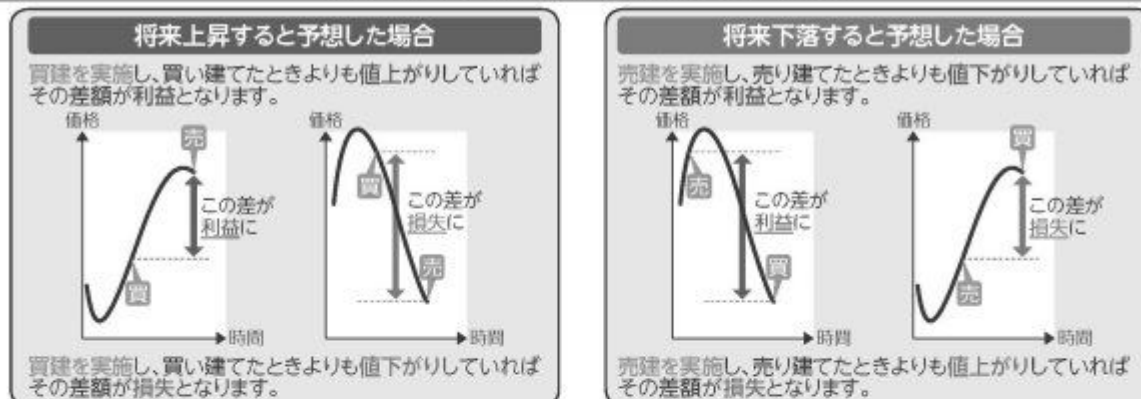 将来上昇すると予想した場合
買建を実施し、買い建てたときよりも値上がりしていれば
その差額が利益となります。
価格
売
買
この差が
利益に
時間
価格
買
売
この差が
損失に
時間
買建を実施し、買い建てたときよりも値下がりしていれば
その差額が損失となります。
将来下落すると予想した場合
売建を実施し、売り建てたときよりも値下がりしていれば
その差額が利益となります。
価格
売
買
この差が
利益に
時間
価格
買
売
この差が
損失に
時間
売建を実施し、売り建てたときよりも値上がりしていれば
その差額が損失となります。